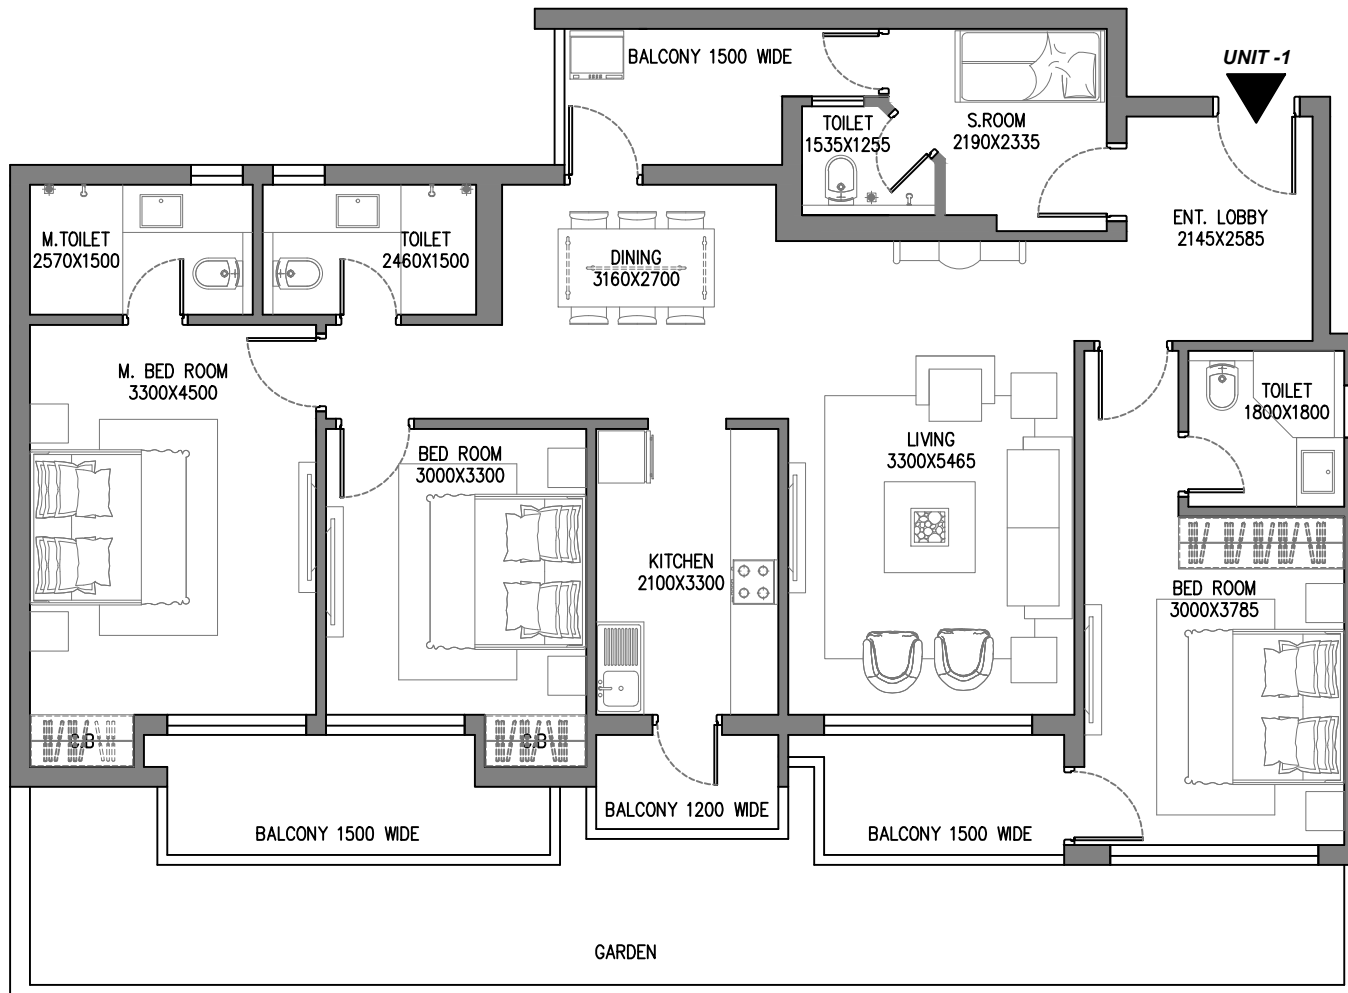 UNIT -1
BALCONY 1500 WIDE
TOILET
1535X1255
S.ROOM
2190X2335
ENT. LOBBY
2145X2585
M.TOILET
2570X1500
TOILET
2460X1500
DINING
3160X2700
M. BED ROOM
3300X4500
TOILET
1800X1800
LIVING
3300X5465
BED ROOM
3000X3300
KITCHEN
2100X3300
BED ROOM
3000X3785
C.B
C.B
BALCONY 1200 WIDE
BALCONY 1500 WIDE
BALCONY 1500 WIDE
GARDEN